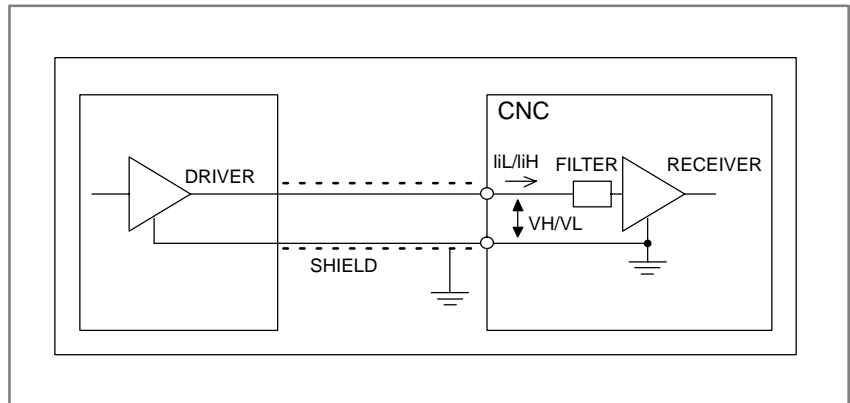 CNC
IiL/IiH FILTER RECEIVER
DRIVER
VH/VL
SHIELD